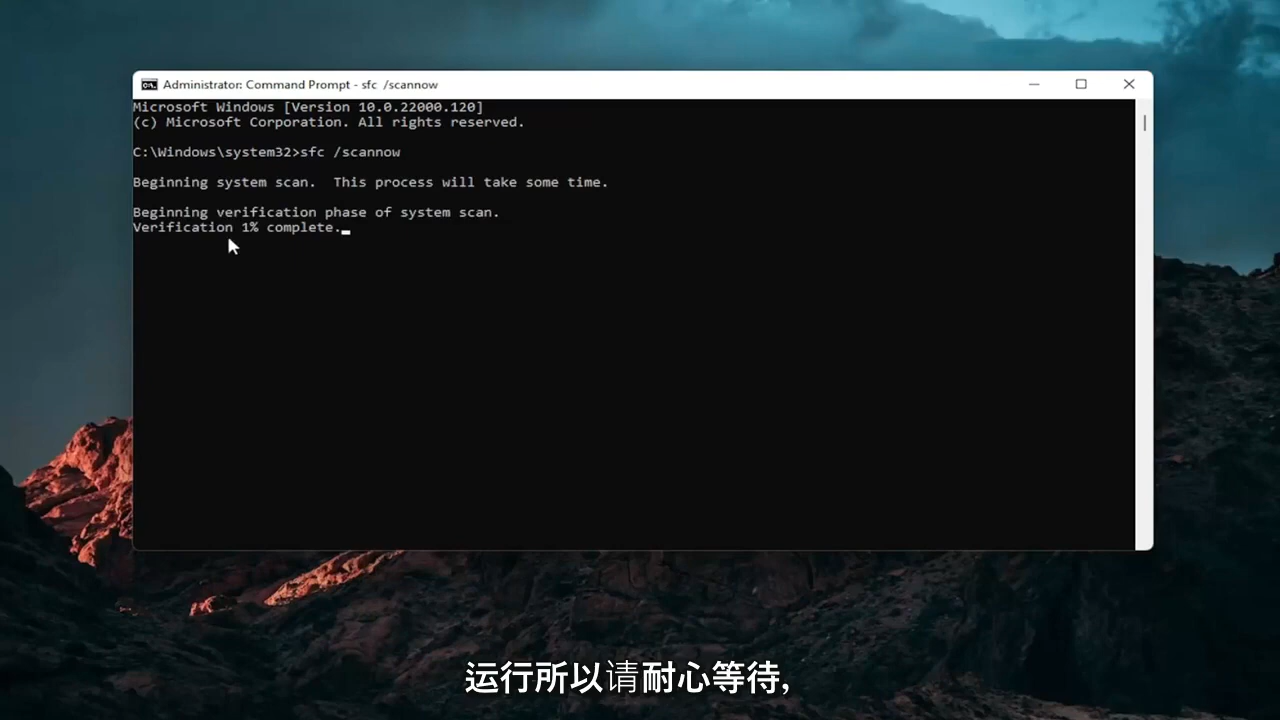 Administrator: Command Prompt - sfc /scannow
Microsoft Windows [Version 10.0.22000.120]
(c) Microsoft Corporation. All rights reserved.
C:\Windows\system32>sfc /scannow
Beginning system scan.  This process will take some time.
Beginning verification phase of system scan.
Verification 1% complete.
运行所以请耐心等待,